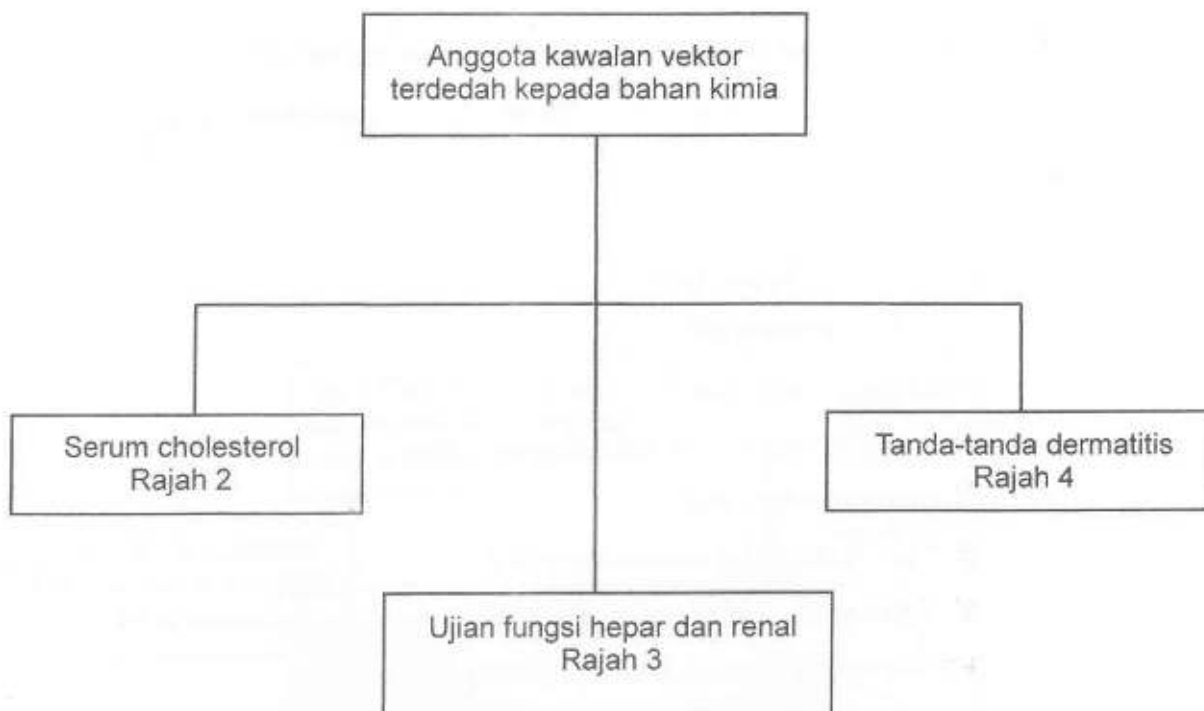 Anggota kawalan vektor
terdedah kepada bahan kimia
Serum cholesterol
Rajah 2
Tanda-tanda dermatitis
Rajah 4
Ujian fungsi hepar dan renal
Rajah 3